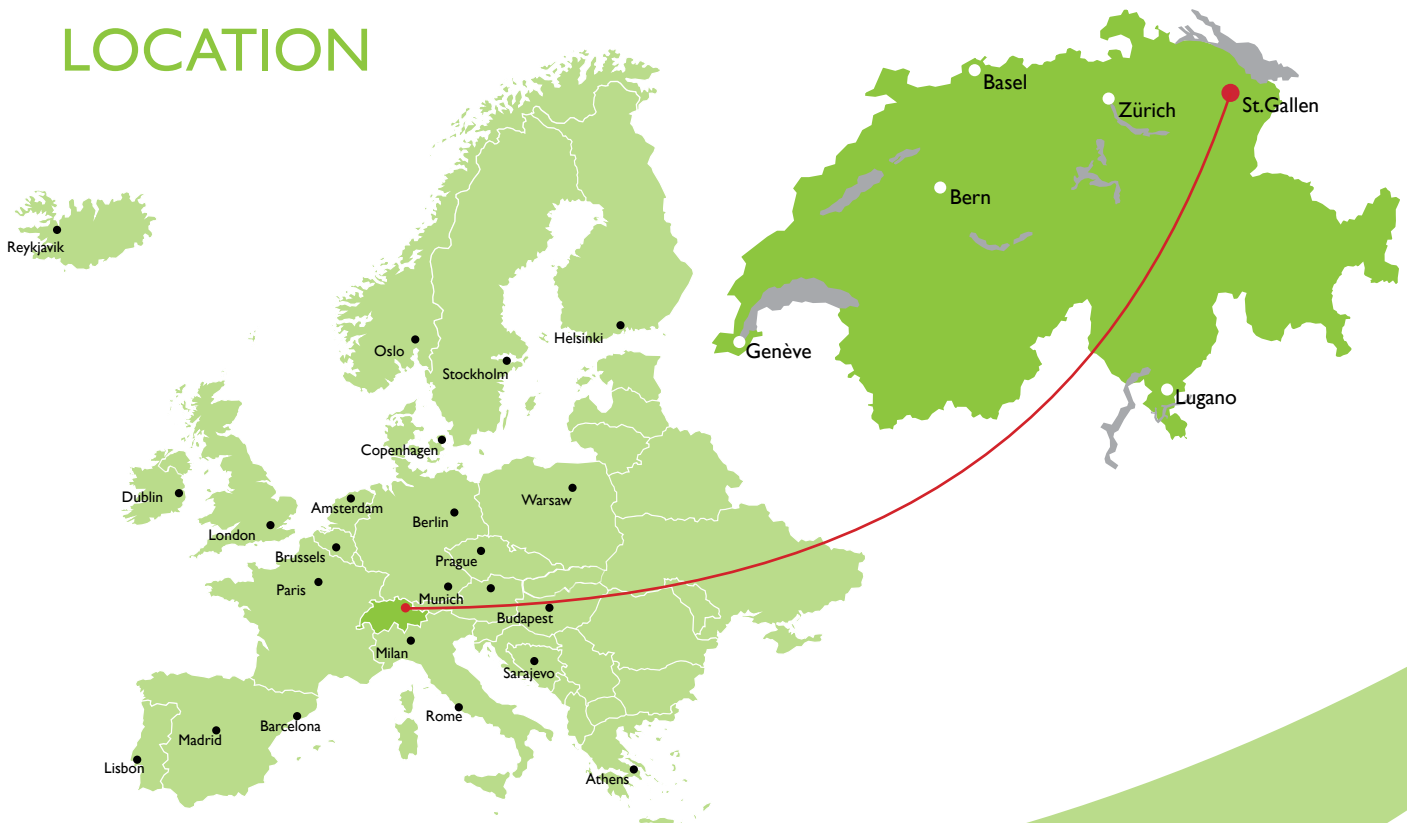 LOCATION
Basel
Zürich
St.Gallen
Bern
Genève
Lugano
Reykjavik
Oslo
Helsinki
Stockholm
Copenhagen
Dublin
Amsterdam
Warsaw
Berlin
London
Brussels
Prague
Paris
Munich
Budapest
Milan
Sarajevo
Rome
Barcelona
Madrid
Lisbon
Athens